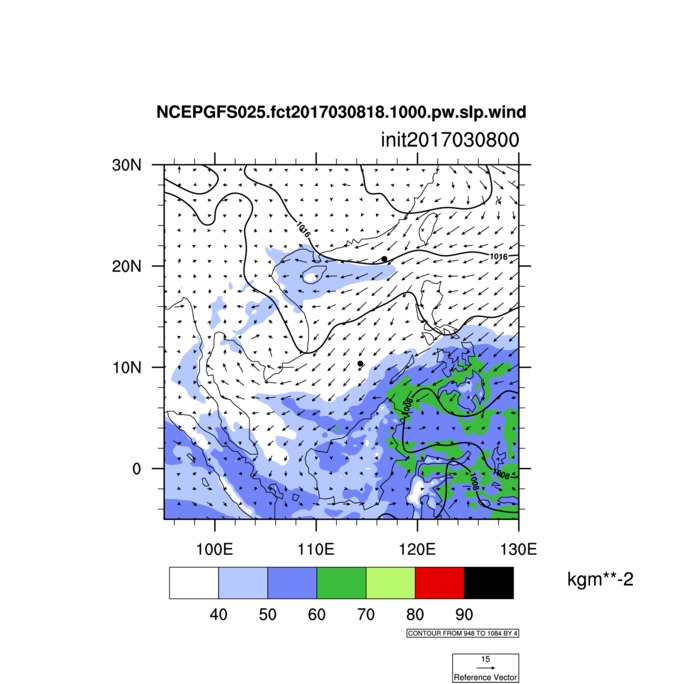 NCEPGFS025.fct2017030818.1000.pw.slp.wind
init2017030800
30N
20N
10N
0
1016
1016
1008
1008
1008
100E 110E 120E 130E
kgm**-2
40 50 60 70 80 90
CONTOUR FROM 948 TO 1084 BY 4
15
Reference Vector